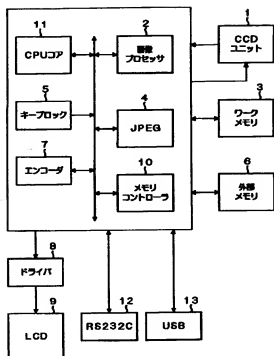 11
CPUコア
2
画像
プロセッサ
1
CCD
ユニット
5
キーブロック
4
JPEG
3
ワーク
メモリ
7
エンコーダ
10
メモリ
コントローラ
6
外部
メモリ
8
ドライバ
9
LCD
12
RS232C
13
USB